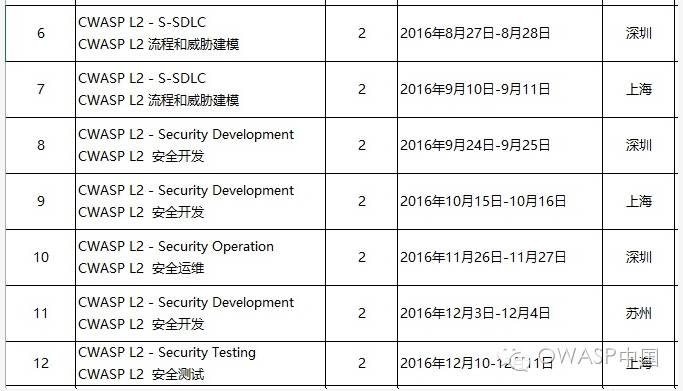 6
CWASP L2 - S-SDLC
CWASP L2 流程和威胁建模
2
2016年8月27日-8月28日
深圳
7
CWASP L2 - S-SDLC
CWASP L2 流程和威胁建模
2
2016年9月10日-9月11日
上海
8
CWASP L2 - Security Development
CWASP L2 安全开发
2
2016年9月24日-9月25日
深圳
9
CWASP L2 - Security Development
CWASP L2 安全开发
2
2016年10月15日-10月16日
上海
10
CWASP L2 - Security Operation
CWASP L2 安全运维
2
2016年11月26日-11月27日
深圳
11
CWASP L2 - Security Development
CWASP L2 安全开发
2
2016年12月3日-12月4日
苏州
12
CWASP L2 - Security Testing
CWASP L2 安全测试
2
2016年12月10-12月11日
上海
OWASP中国